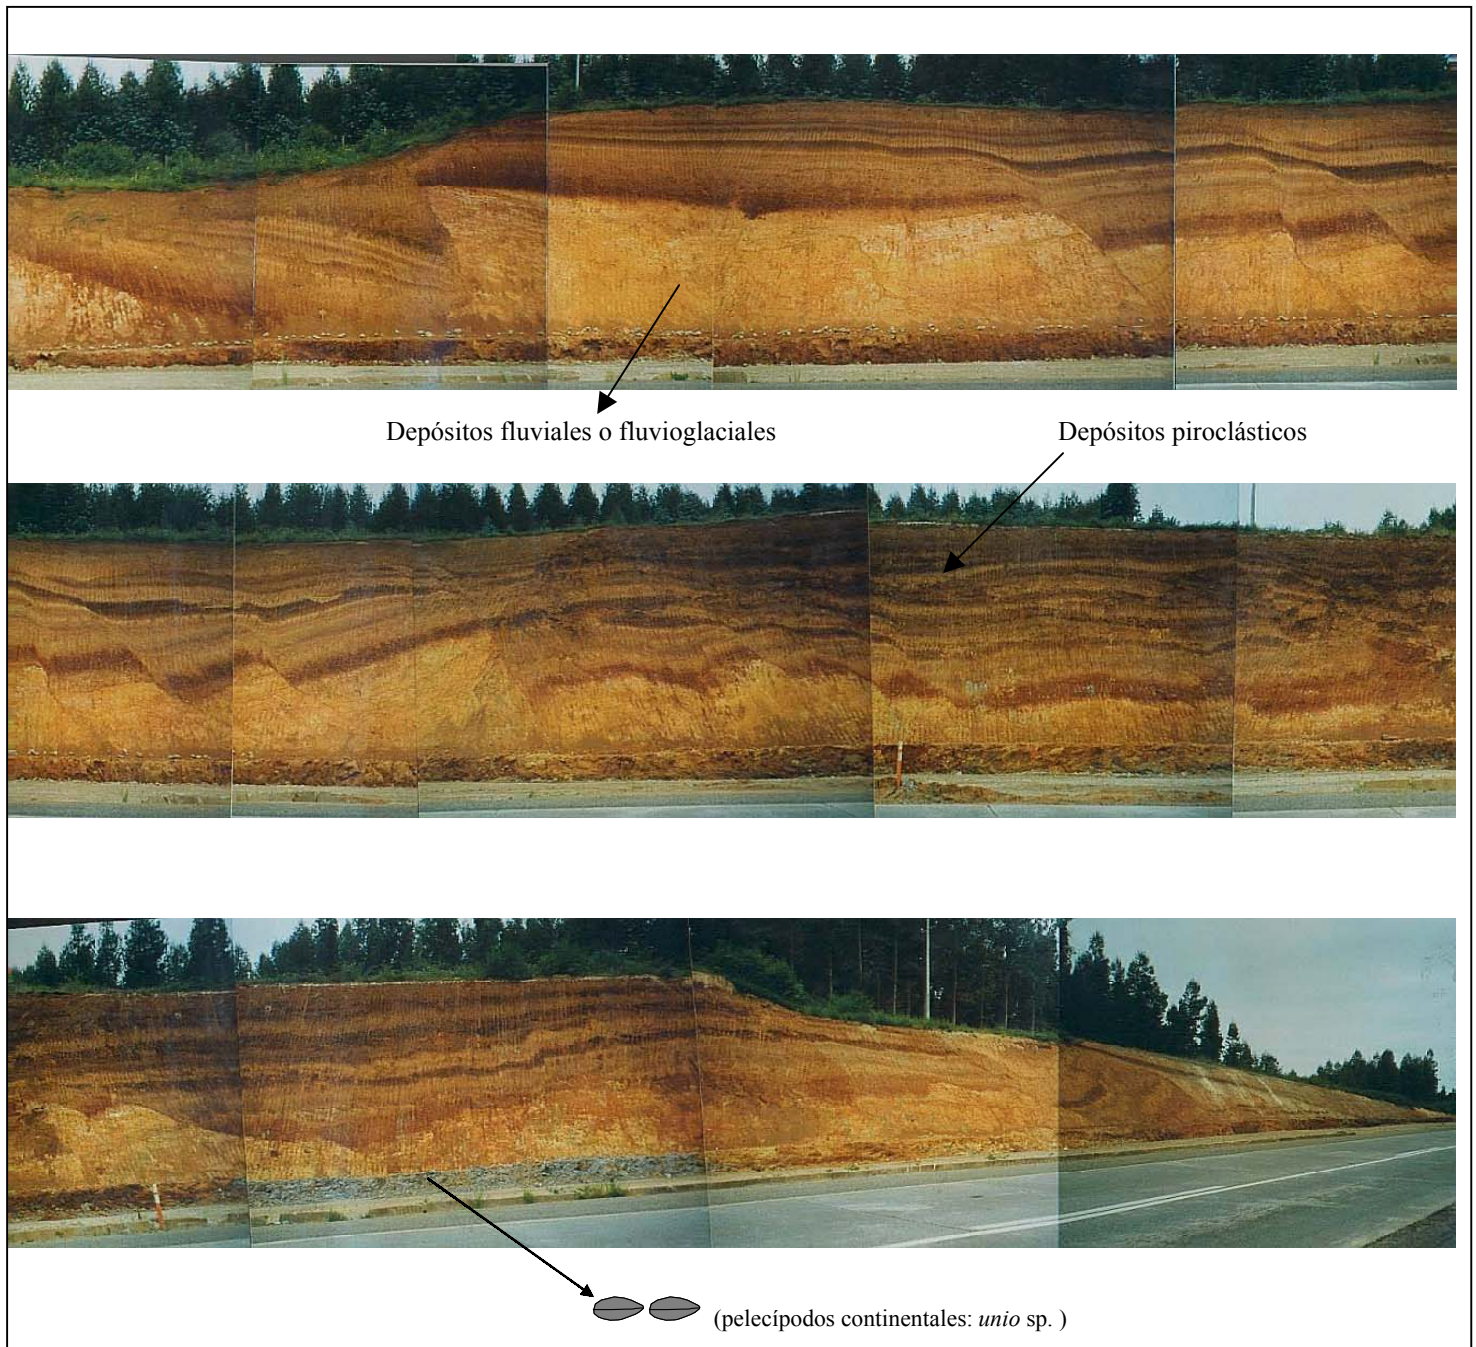 Depósitos fluviales o fluvioglaciales
Depósitos piroclásticos
(pelecípodos continentales: unio sp. )